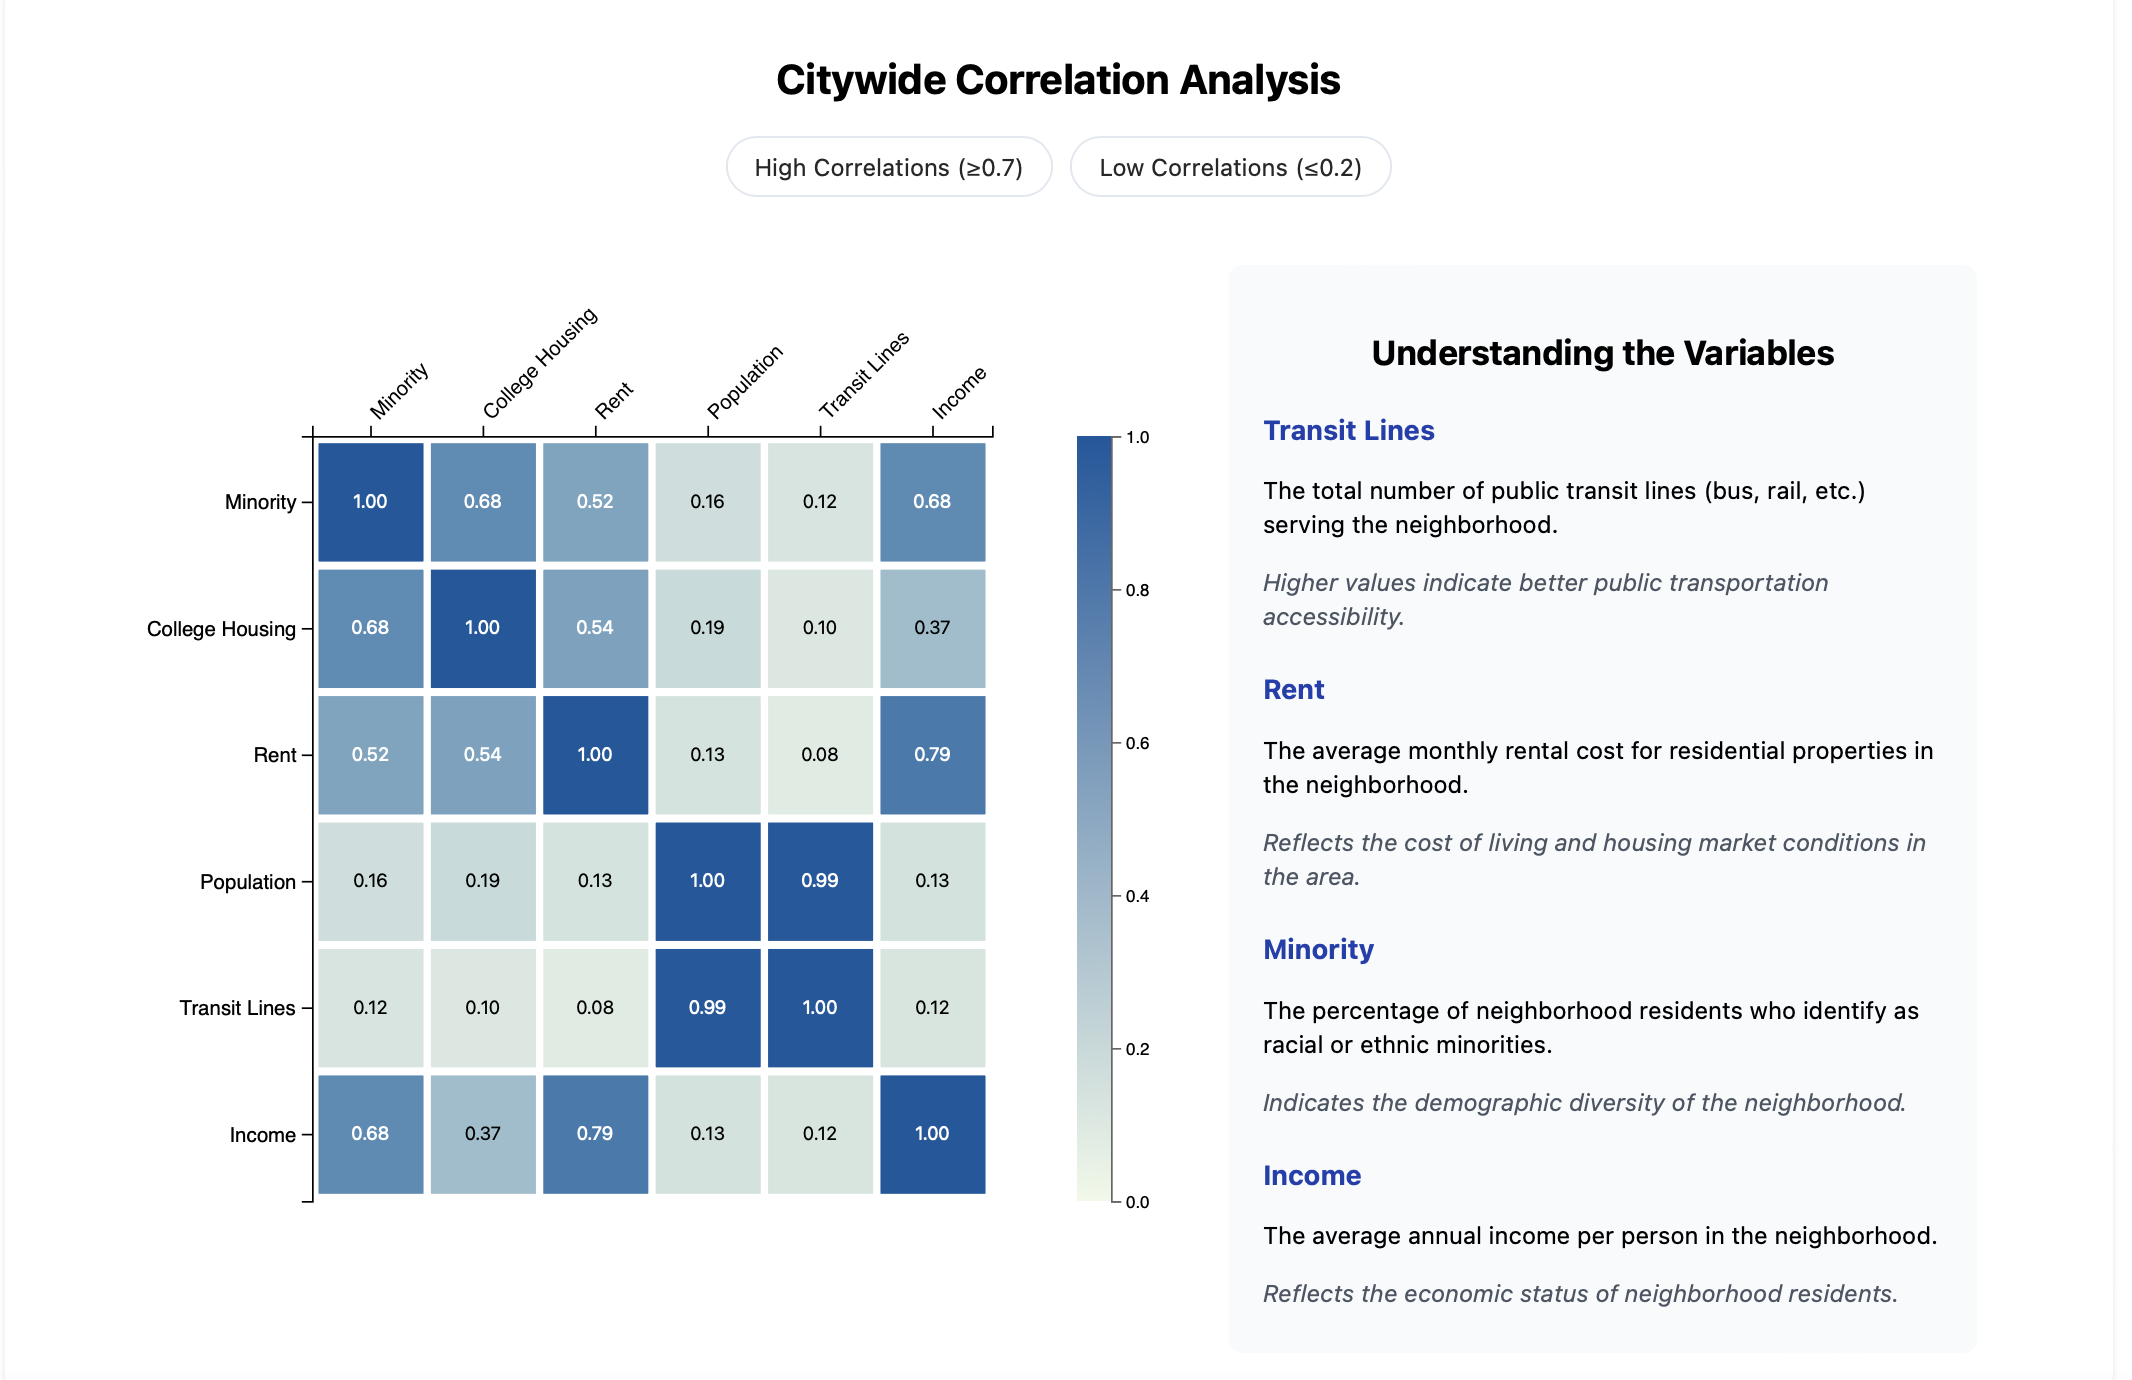 Citywide Correlation Analysis
High Correlations (≥0.7)
Low Correlations (≤0.2)
Minority
College Housing
Rent
Population
Transit Lines
Income
Minority 1.00 0.68 0.52 0.16 0.12 0.68
College Housing 0.68 1.00 0.54 0.19 0.10 0.37
Rent 0.52 0.54 1.00 0.13 0.08 0.79
Population 0.16 0.19 0.13 1.00 0.99 0.13
Transit Lines 0.12 0.10 0.08 0.99 1.00 0.12
Income 0.68 0.37 0.79 0.13 0.12 1.00
1.0
0.8
0.6
0.4
0.2
0.0
Understanding the Variables
Transit Lines
The total number of public transit lines (bus, rail, etc.)
serving the neighborhood.
Higher values indicate better public transportation
accessibility.
Rent
The average monthly rental cost for residential properties in
the neighborhood.
Reflects the cost of living and housing market conditions in
the area.
Minority
The percentage of neighborhood residents who identify as
racial or ethnic minorities.
Indicates the demographic diversity of the neighborhood.
Income
The average annual income per person in the neighborhood.
Reflects the economic status of neighborhood residents.